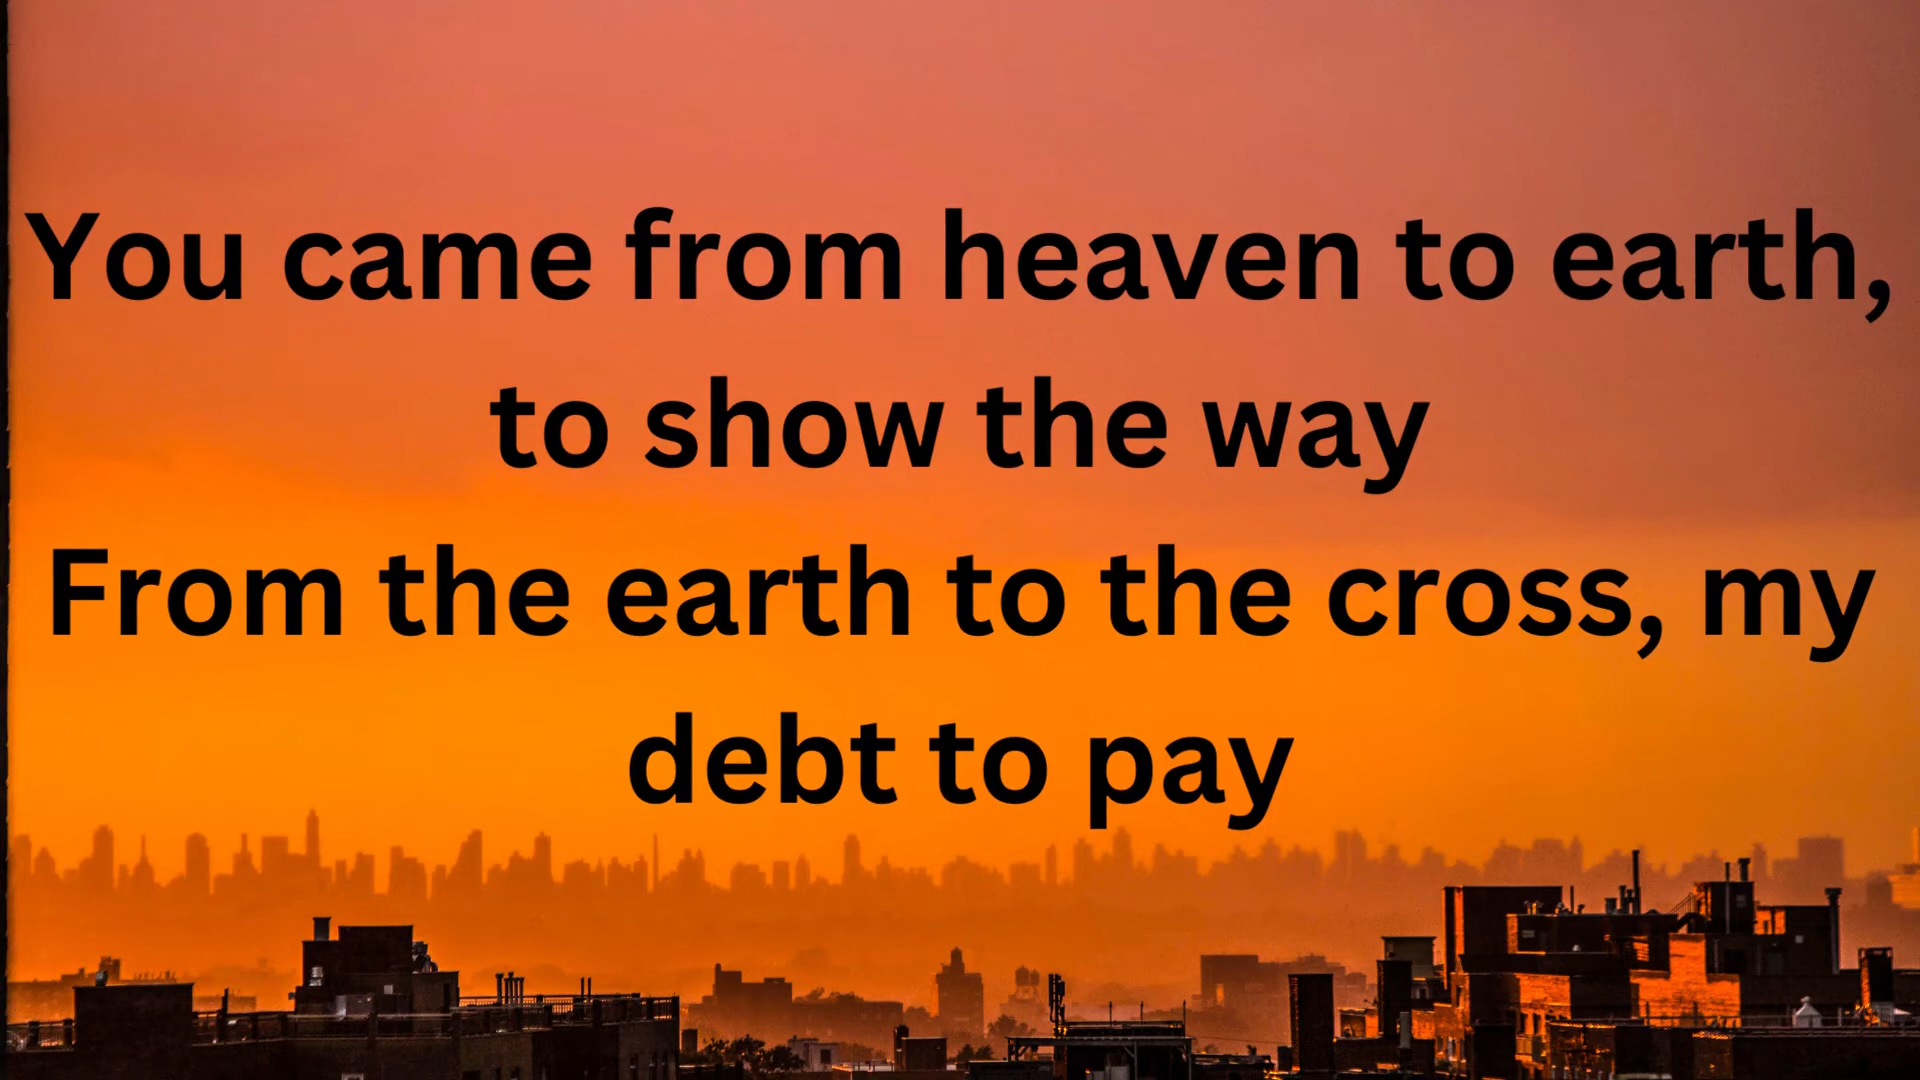 You came from heaven to earth,
to show the way
From the earth to the cross, my
debt to pay